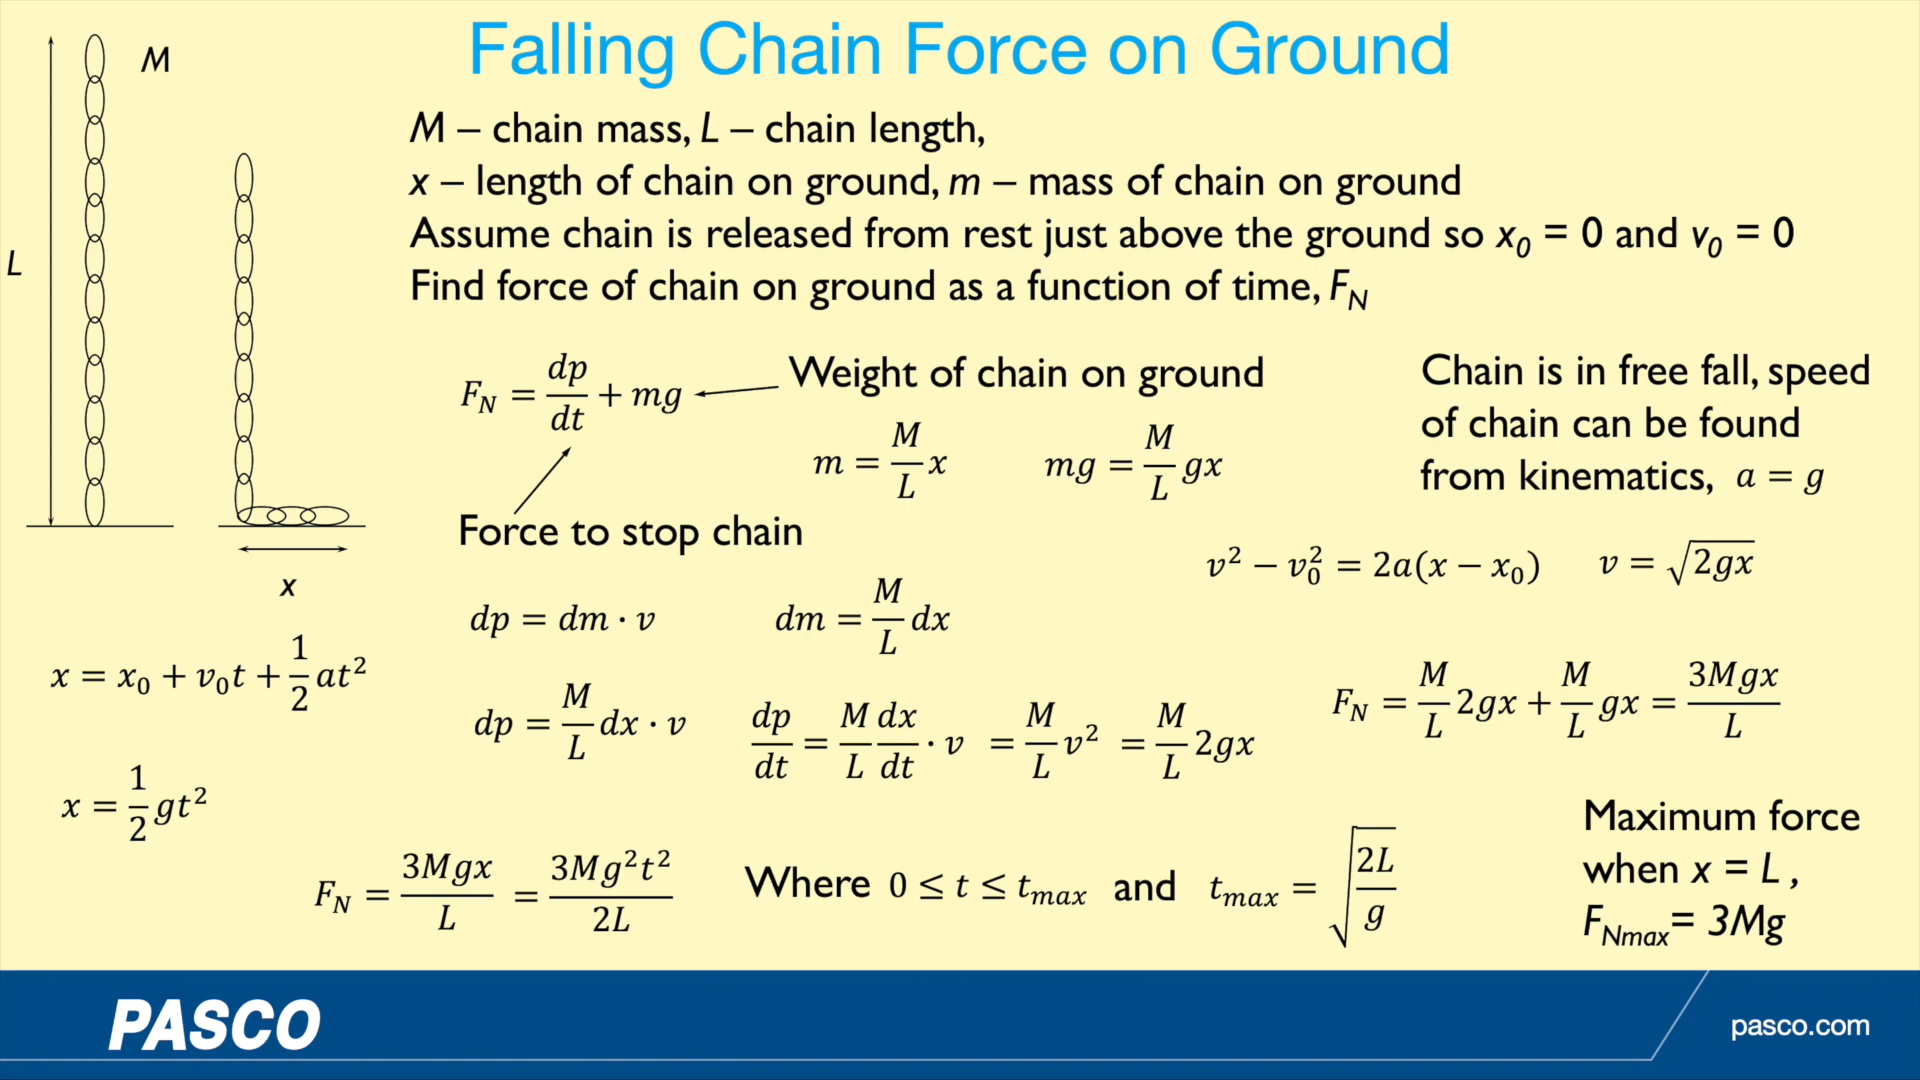 Falling Chain Force on Ground
M
L
x
M – chain mass, L – chain length,
x – length of chain on ground, m – mass of chain on ground
Assume chain is released from rest just above the ground so x₀ = 0 and v₀ = 0
Find force of chain on ground as a function of time, F_N
F_N = dp/dt + mg
Weight of chain on ground
m = M/L x
mg = M/L gx
Force to stop chain
Chain is in free fall, speed
of chain can be found
from kinematics, a = g
v² − v₀² = 2a(x − x₀)
v = √2gx
dp = dm · v
dm = M/L dx
x = x₀ + v₀t + 1/2 at²
dp = M/L dx · v
dp/dt = M/L dx/dt · v = M/L v² = M/L 2gx
F_N = M/L 2gx + M/L gx = 3Mgx/L
x = 1/2 gt²
F_N = 3Mgx/L = 3Mg²t²/2L
Where 0 ≤ t ≤ t_max and t_max = √2L/g
Maximum force
when x = L ,
F_Nmax = 3Mg
PASCO
pasco.com